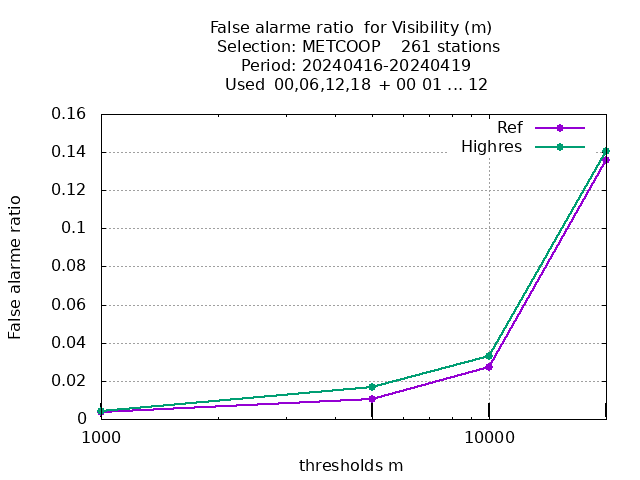 False alarme ratio  for Visibility (m)
Selection: METCOOP    261 stations
Period: 20240416-20240419
Used  00,06,12,18 + 00 01 ... 12
Ref
Highres
0.16
0.14
0.12
0.1
0.08
0.06
0.04
0.02
0
False alarme ratio
1000
10000
thresholds m